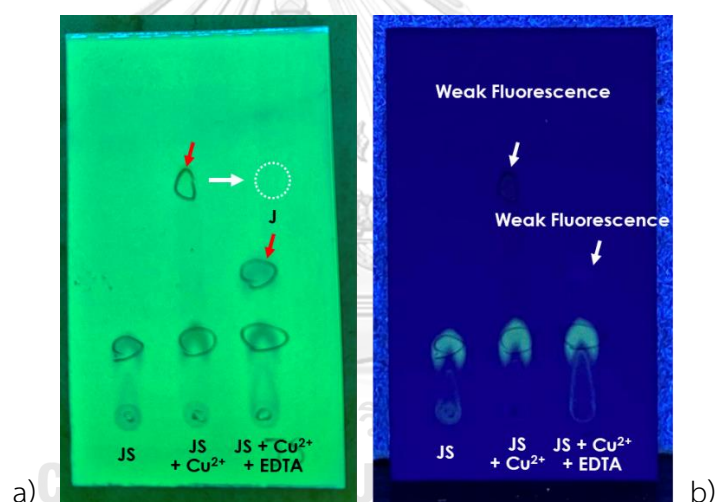 Weak Fluorescence
J
Weak Fluorescence
JS
JS
+ Cu²⁺
JS + Cu²⁺
+ EDTA
JS
JS
+ Cu²⁺
JS + Cu²⁺
+ EDTA
a)
b)